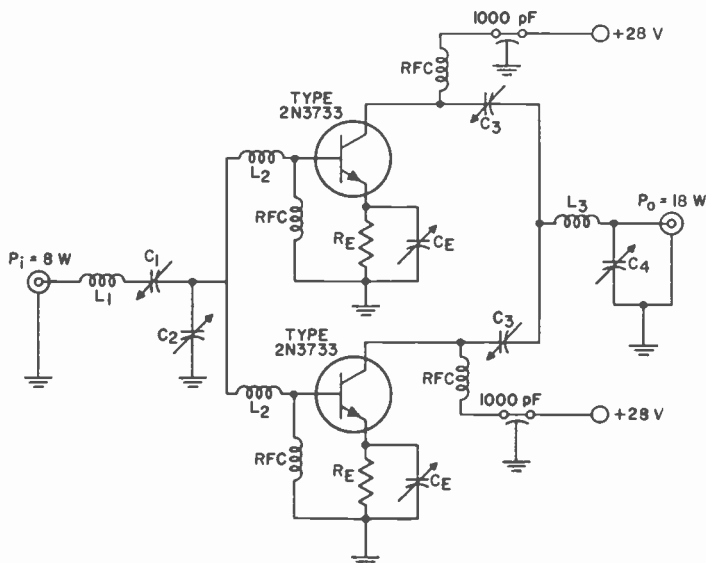 1000 pF
+28 V
RFC
TYPE
2N3733
C3
L2
RFC
L3
Po = 18 W
Pi = 8 W
C1
RE
CE
C4
L1
C2
TYPE
2N3733
C3
RFC
1000 pF
L2
+28 V
RFC
RE
CE